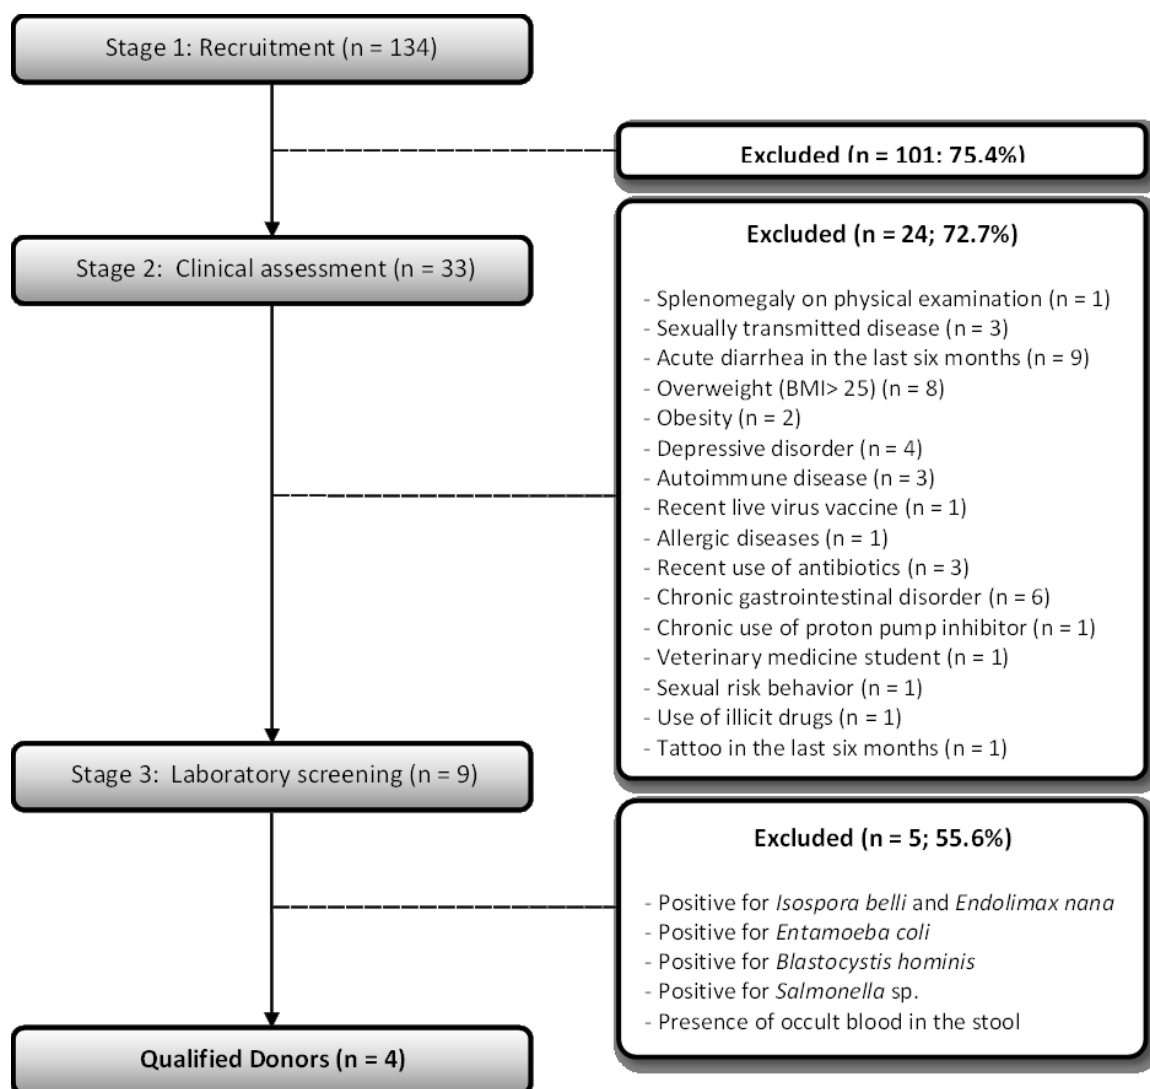 Stage 1: Recruitment (n = 134)
Excluded (n = 101; 75.4%)
Stage 2:  Clinical assessment (n = 33)
Excluded (n = 24; 72.7%)
- Splenomegaly on physical examination (n = 1)
- Sexually transmitted disease (n = 3)
- Acute diarrhea in the last six months (n = 9)
- Overweight (BMI> 25) (n = 8)
- Obesity (n = 2)
- Depressive disorder (n = 4)
- Autoimmune disease (n = 3)
- Recent live virus vaccine (n = 1)
- Allergic diseases (n = 1)
- Recent use of antibiotics (n = 3)
- Chronic gastrointestinal disorder (n = 6)
- Chronic use of proton pump inhibitor (n = 1)
- Veterinary medicine student (n = 1)
- Sexual risk behavior (n = 1)
- Use of illicit drugs (n = 1)
- Tattoo in the last six months (n = 1)
Stage 3:  Laboratory screening (n = 9)
Excluded (n = 5; 55.6%)
- Positive for Isospora belli and Endolimax nana
- Positive for Entamoeba coli
- Positive for Blastocystis hominis
- Positive for Salmonella sp.
- Presence of occult blood in the stool
Qualified Donors (n = 4)